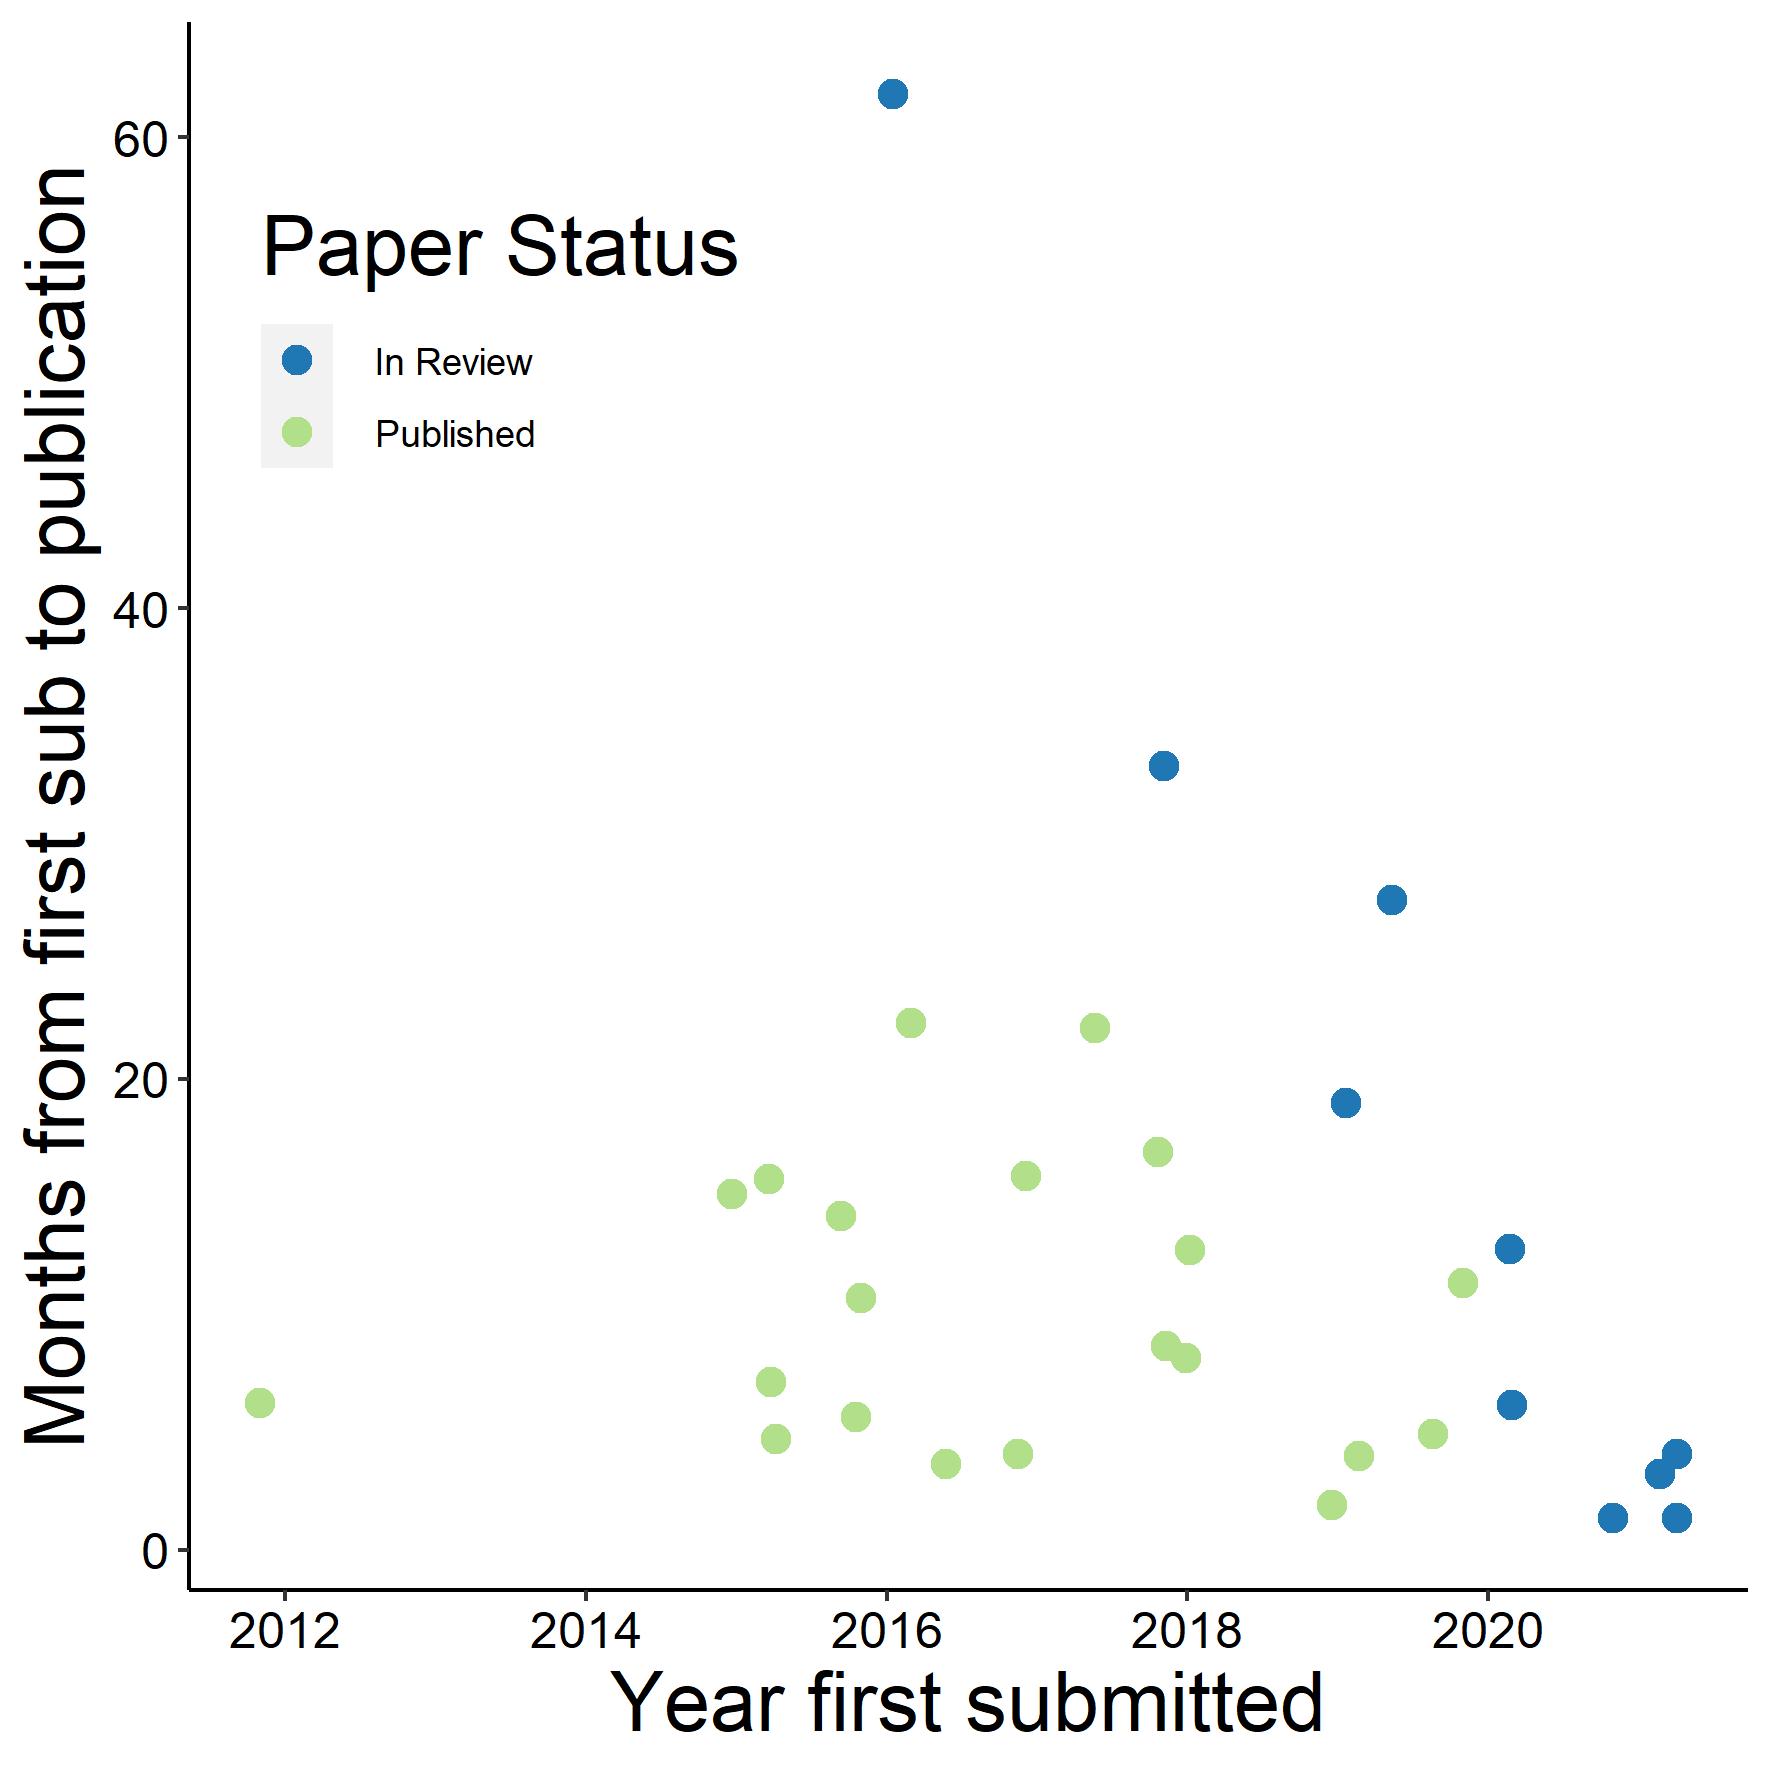 Months from first sub to publication
60
40
20
0
Paper Status
In Review
Published
2012 2014 2016 2018 2020
Year first submitted